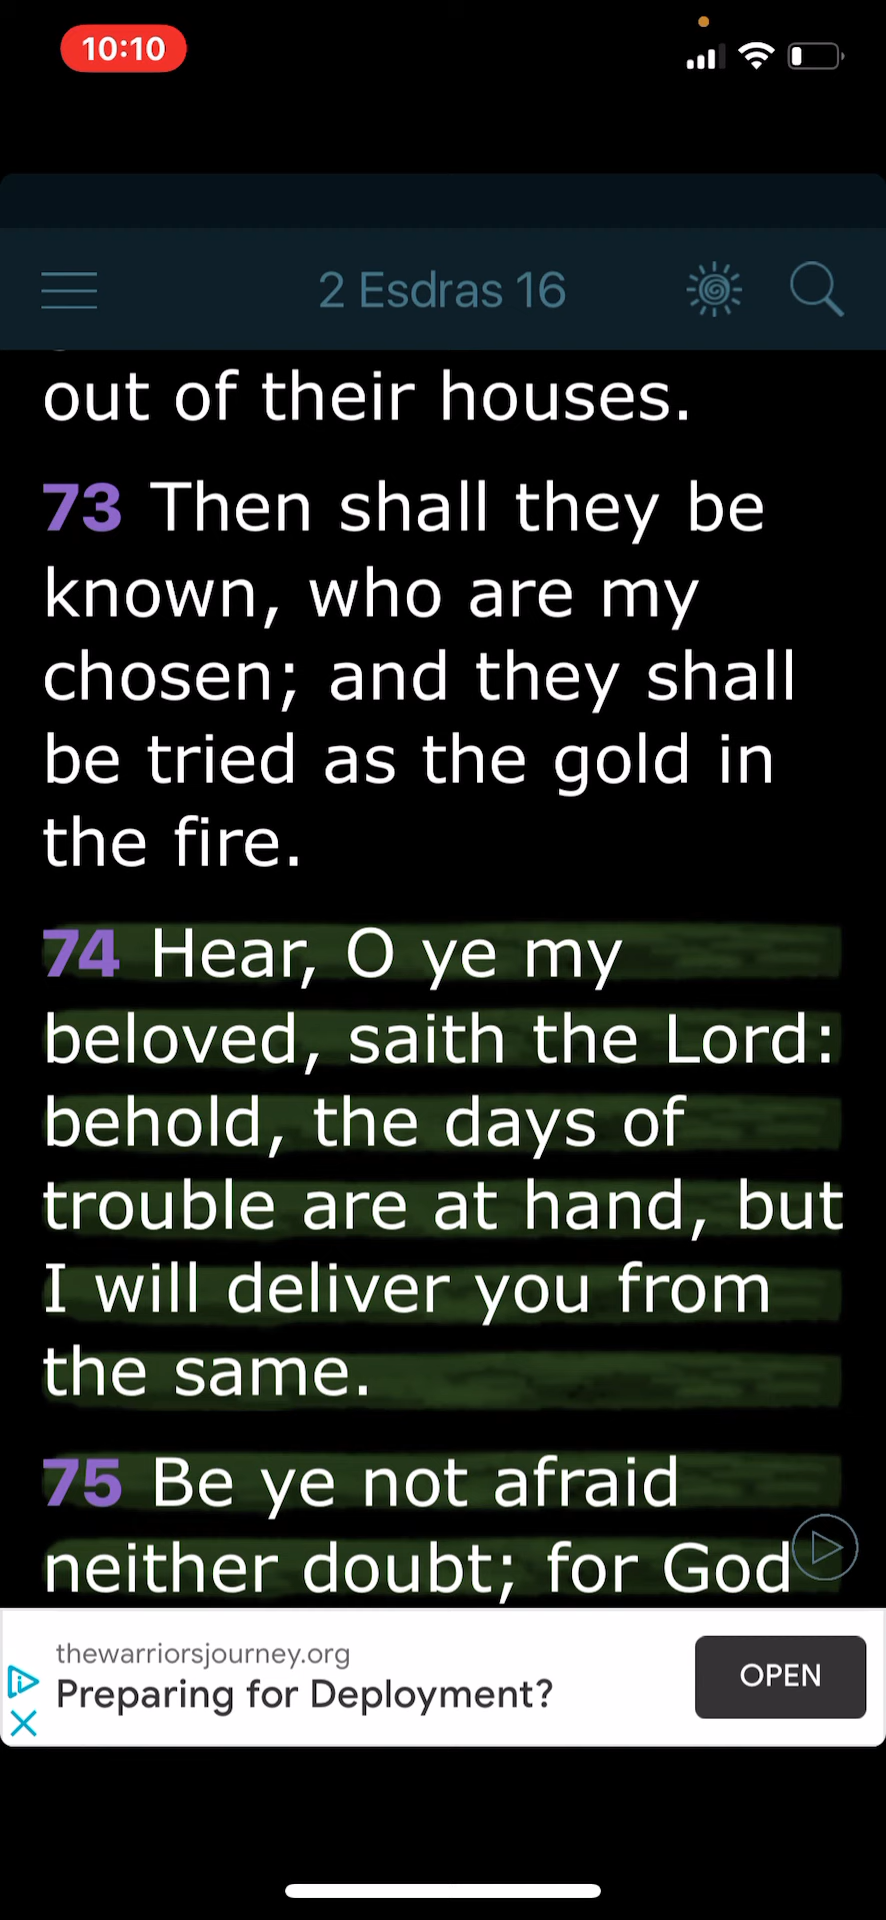 10:10
2 Esdras 16
out of their houses.
73 Then shall they be
known, who are my
chosen; and they shall
be tried as the gold in
the fire.
74 Hear, O ye my
beloved, saith the Lord:
behold, the days of
trouble are at hand, but
I will deliver you from
the same.
75 Be ye not afraid
neither doubt; for God
thewarriorsjourney.org
Preparing for Deployment?
OPEN